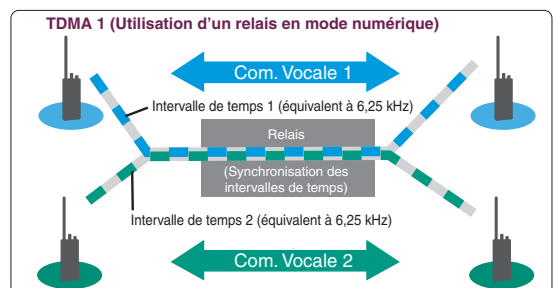 TDMA 1 (Utilisation d'un relais en mode numérique)
Com. Vocale 1
Intervalle de temps 1 (équivalent à 6,25 kHz)
Relais
(Synchronisation des
intervalles de temps)
Intervalle de temps 2 (équivalent à 6,25 kHz)
Com. Vocale 2